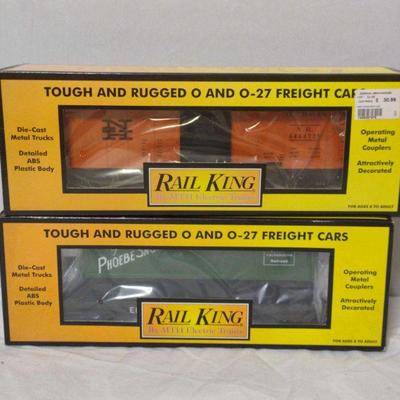 TOUGH AND RUGGED O AND O-27 FREIGHT CARS
$ 30.99
Die-Cast
Metal Trucks
Detailed
ABS
Plastic Body
NH
RAIL KING
By MTH Electric Trains
Operating
Metal
Couplers
Attractively
Decorated
FOR AGES 8 TO ADULT
TOUGH AND RUGGED O AND O-27 FREIGHT CARS
Die-Cast
Metal Trucks
Detailed
ABS
Plastic Body
PHOEBE SNO
RAIL KING
By MTH Electric Trains
Operating
Metal
Couplers
Attractively
Decorated
FOR AGES 8 TO ADULT